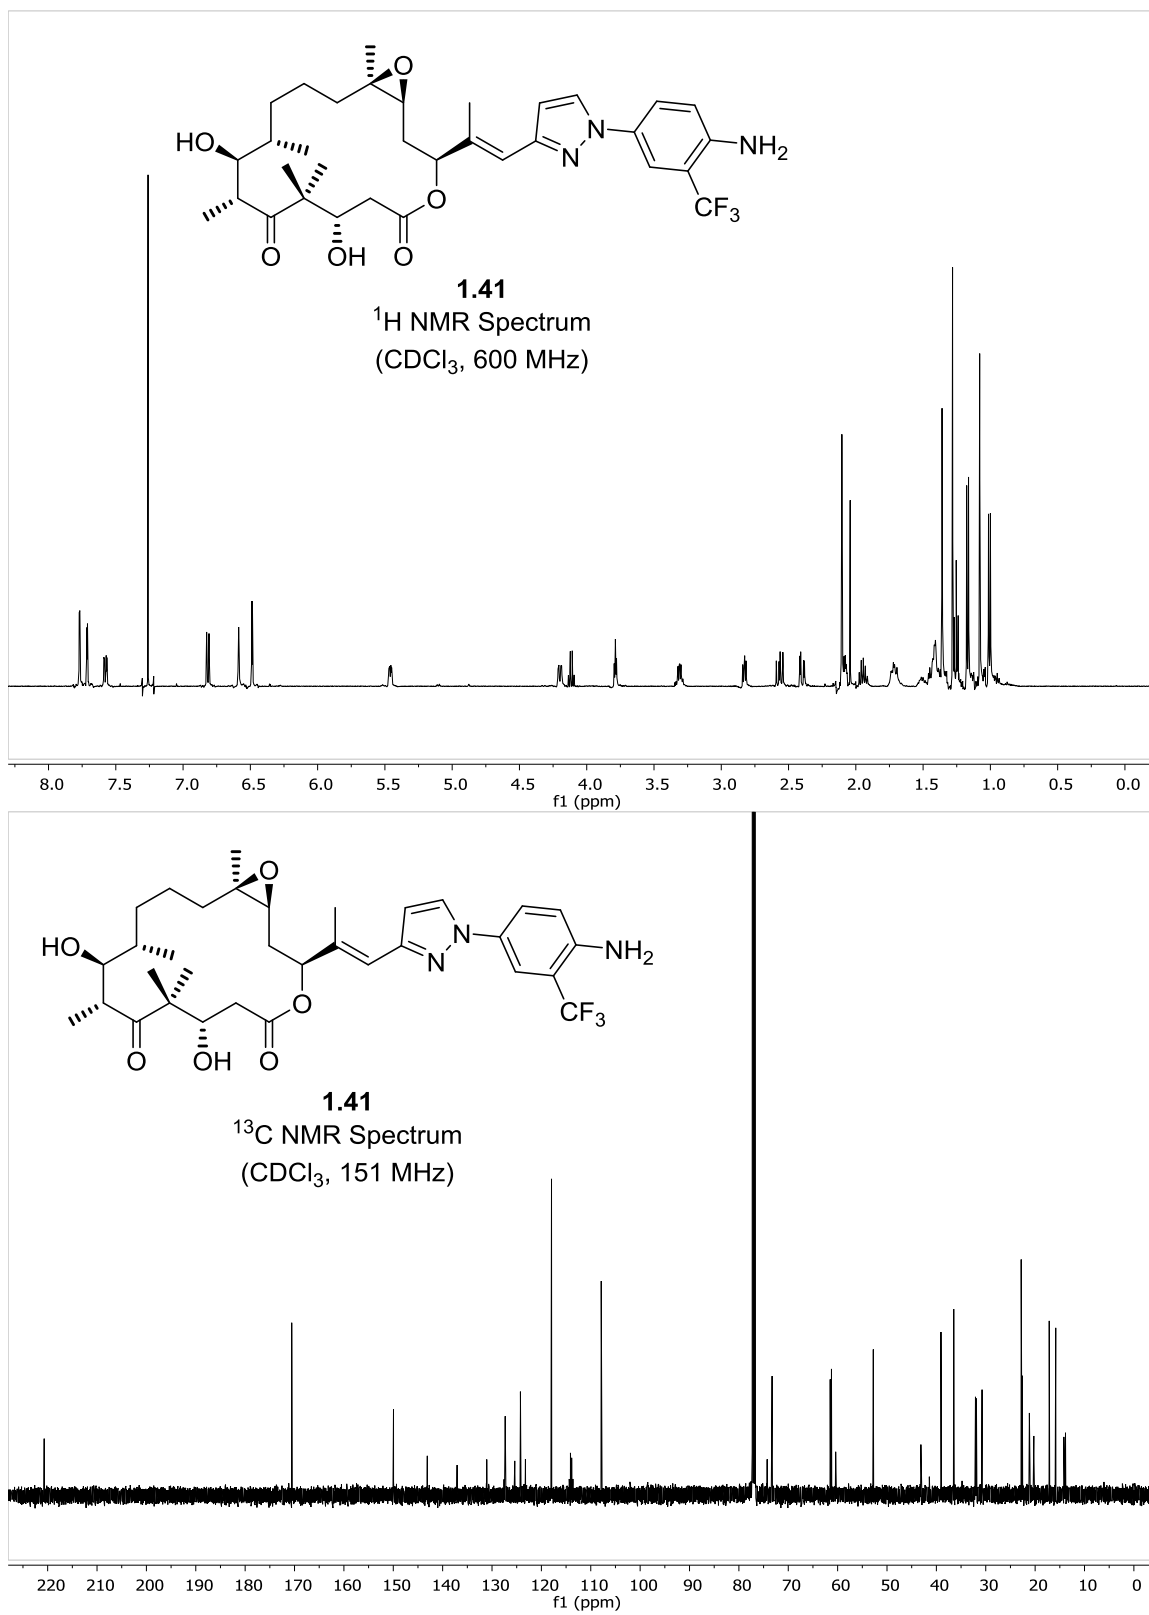 O
HO
N
N
NH2
O
CF3
O
OH
O
1.41
1H NMR Spectrum
(CDCl3, 600 MHz)
8.0 7.5 7.0 6.5 6.0 5.5 5.0 4.5 4.0 3.5 3.0 2.5 2.0 1.5 1.0 0.5 0.0
f1 (ppm)
O
HO
N
N
NH2
O
CF3
O
OH
O
1.41
13C NMR Spectrum
(CDCl3, 151 MHz)
220 210 200 190 180 170 160 150 140 130 120 110 100 90 80 70 60 50 40 30 20 10 0
f1 (ppm)